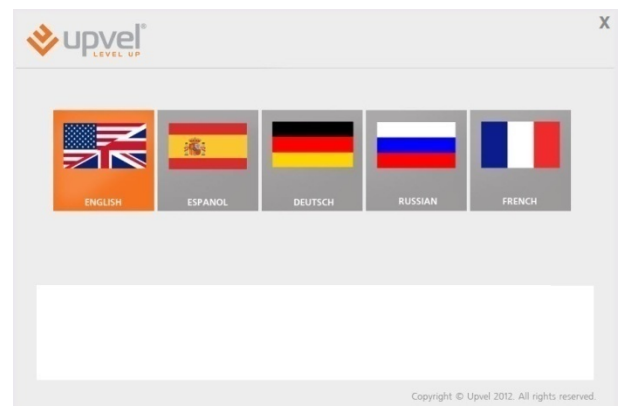 X
upvel®
LEVEL UP
ENGLISH
ESPANOL
DEUTSCH
RUSSIAN
FRENCH
Copyright © Upvel 2012. All rights reserved.